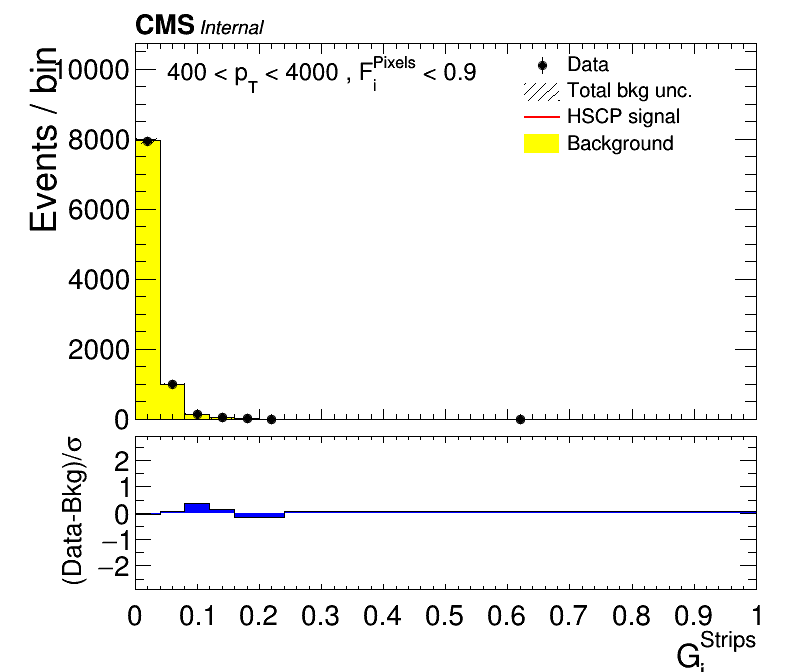 CMS Internal
400 < p_T < 4000 , F_i^Pixels < 0.9
Data
Total bkg unc.
HSCP signal
Background
Events / bin
10000
8000
6000
4000
2000
0
(Data-Bkg)/σ
2
1
0
−1
−2
0 0.1 0.2 0.3 0.4 0.5 0.6 0.7 0.8 0.9 1
G_i^Strips